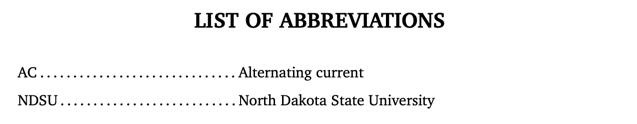 LIST OF ABBREVIATIONS
AC..............................Alternating current
NDSU...........................North Dakota State University